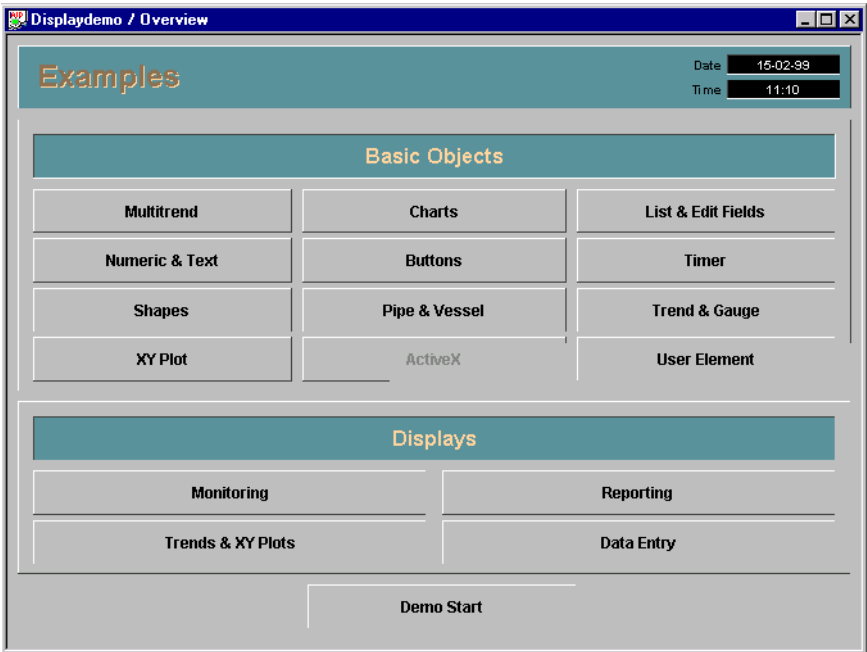 Displaydemo / Overview
Examples
Date 15-02-99
Time 11:10
Basic Objects
Multitrend Charts List & Edit Fields
Numeric & Text Buttons Timer
Shapes Pipe & Vessel Trend & Gauge
XY Plot ActiveX User Element
Displays
Monitoring Reporting
Trends & XY Plots Data Entry
Demo Start